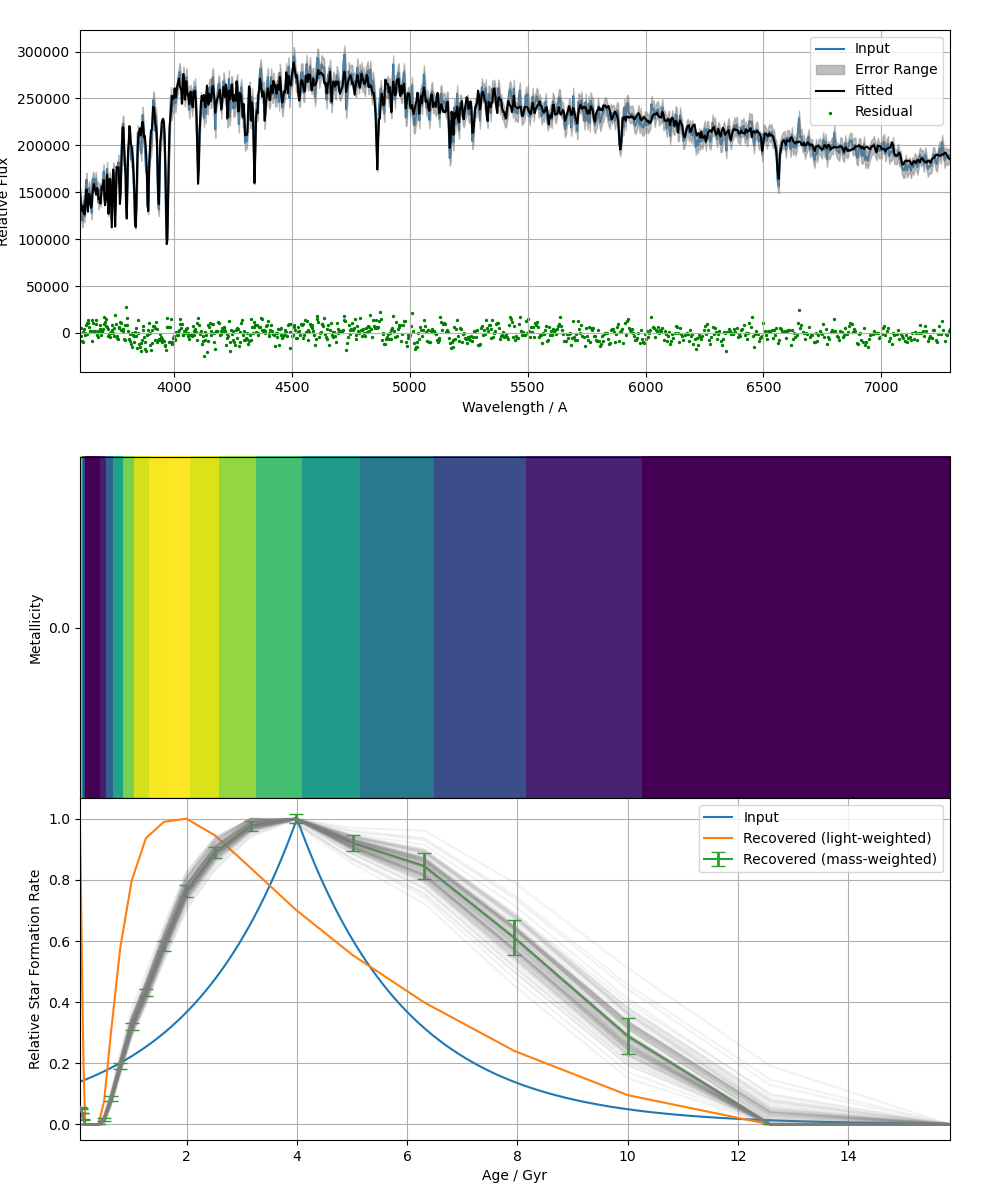 300000
250000
200000
150000
100000
50000
0
Relative Flux
Input
Error Range
Fitted
Residual
4000 4500 5000 5500 6000 6500 7000
Wavelength / A
Metallicity
0.0
1.0
0.8
0.6
0.4
0.2
0.0
Relative Star Formation Rate
Input
Recovered (light-weighted)
Recovered (mass-weighted)
2 4 6 8 10 12 14
Age / Gyr